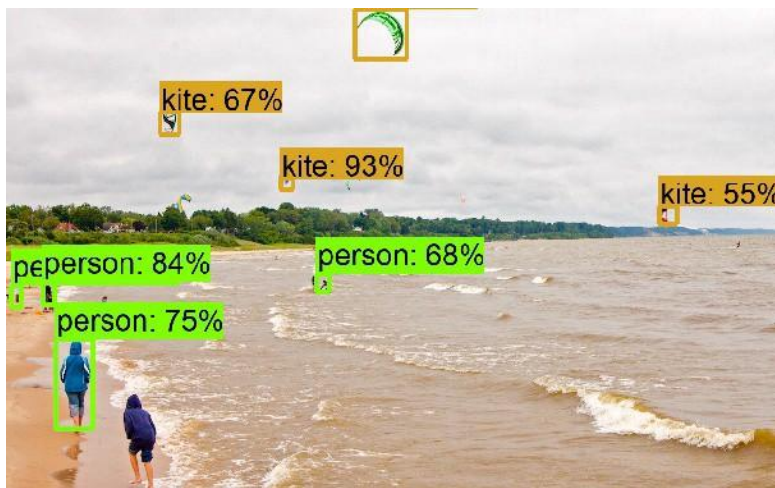 kite: 67%
kite: 93%
kite: 55%
person: 68%
pe
person: 84%
person: 75%